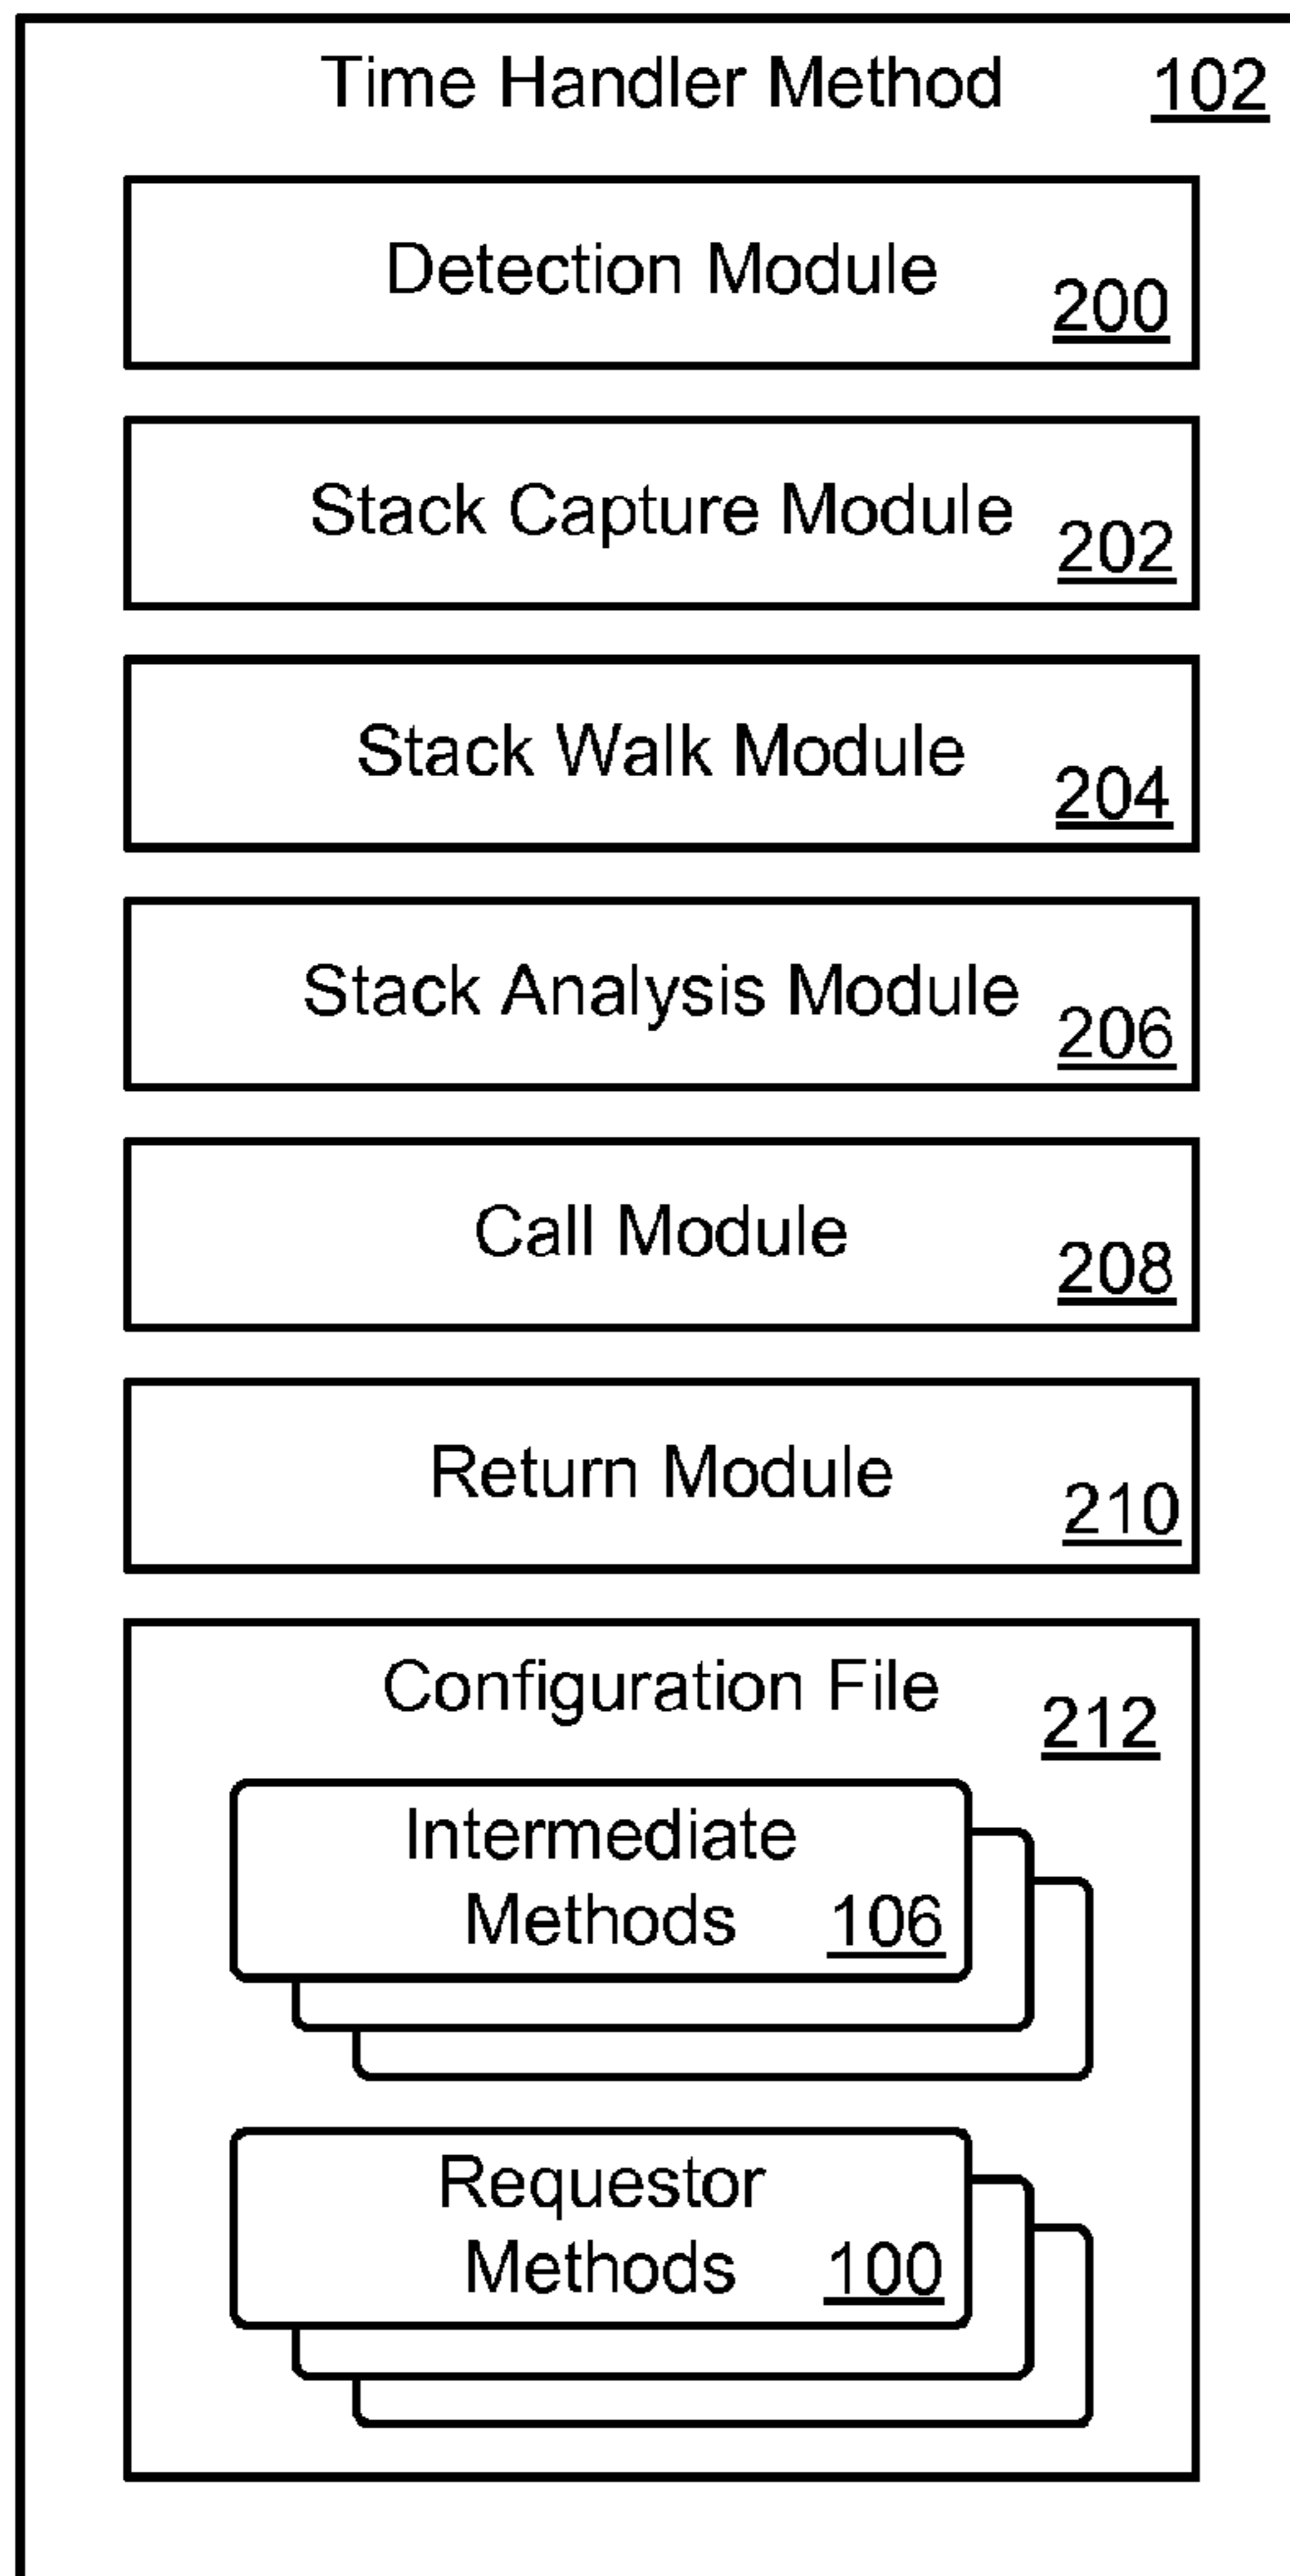 Time Handler Method 102
Detection Module 200
Stack Capture Module 202
Stack Walk Module 204
Stack Analysis Module 206
Call Module 208
Return Module 210
Configuration File 212
Intermediate
Methods 106
Requestor
Methods 100